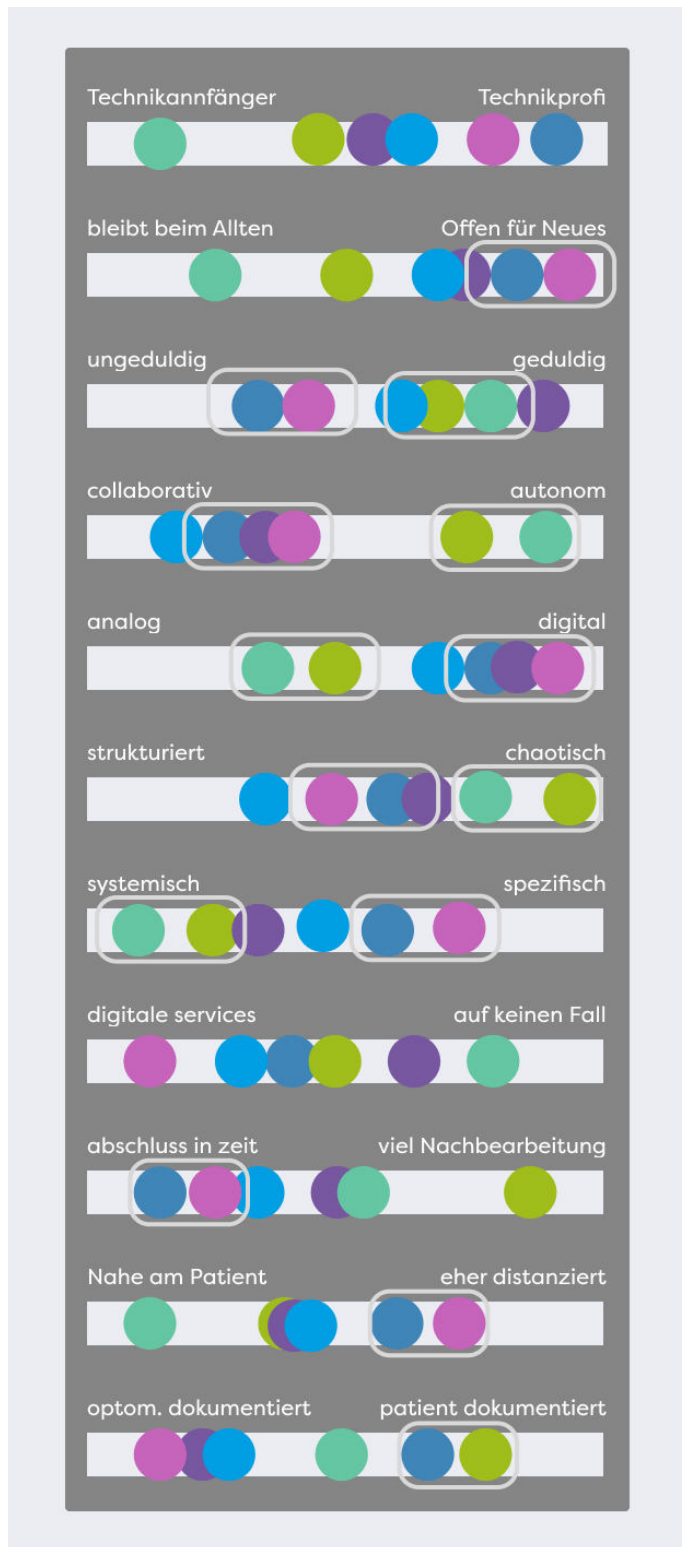 Technikannfänger Technikprofi
bleibt beim Allten Offen für Neues
ungeduldig geduldig
collaborativ autonom
analog digital
strukturiert chaotisch
systemisch spezifisch
digitale services auf keinen Fall
abschluss in zeit viel Nachbearbeitung
Nahe am Patient eher distanziert
optom. dokumentiert patient dokumentiert